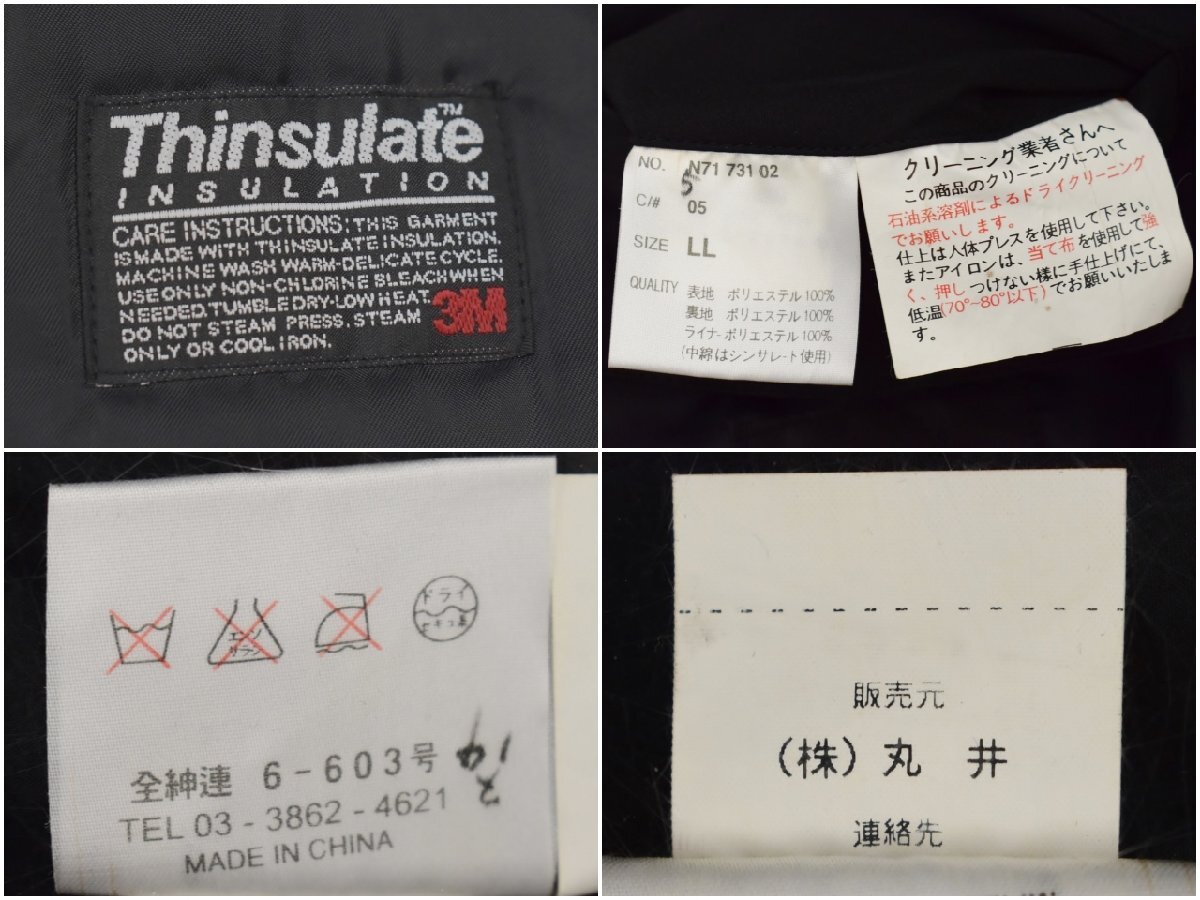 Thinsulate™
INSULATION
CARE INSTRUCTIONS: THIS GARMENT
IS MADE WITH THINSULATE INSULATION.
MACHINE WASH WARM-DELICATE CYCLE.
USE ONLY NON-CHLORINE BLEACH WHEN
NEEDED. TUMBLE DRY-LOW HEAT.
DO NOT STEAM PRESS. STEAM
ONLY OR COOL IRON.
3M
NO. N71 731 02
C/# 05
SIZE LL
QUALITY 表地 ポリエステル100%
裏地 ポリエステル100%
ライナーポリエステル100%
(中綿はシンサレート使用)
クリーニング業者さんへ
この商品のクリーニングについて
石油系溶剤によるドライクリーニング
でお願いします。
仕上は人体プレスを使用して下さい。
またアイロンは、当て布を使用して強
く、押しつけない様に手仕上げにて、
低温(70°~80°以下)でお願いいたしま
す。
エンソ
サラシ
ドライ
セキユ系
全紳連 6-603号
TEL 03-3862-4621
MADE IN CHINA
販売元
(株)丸 井
連絡先